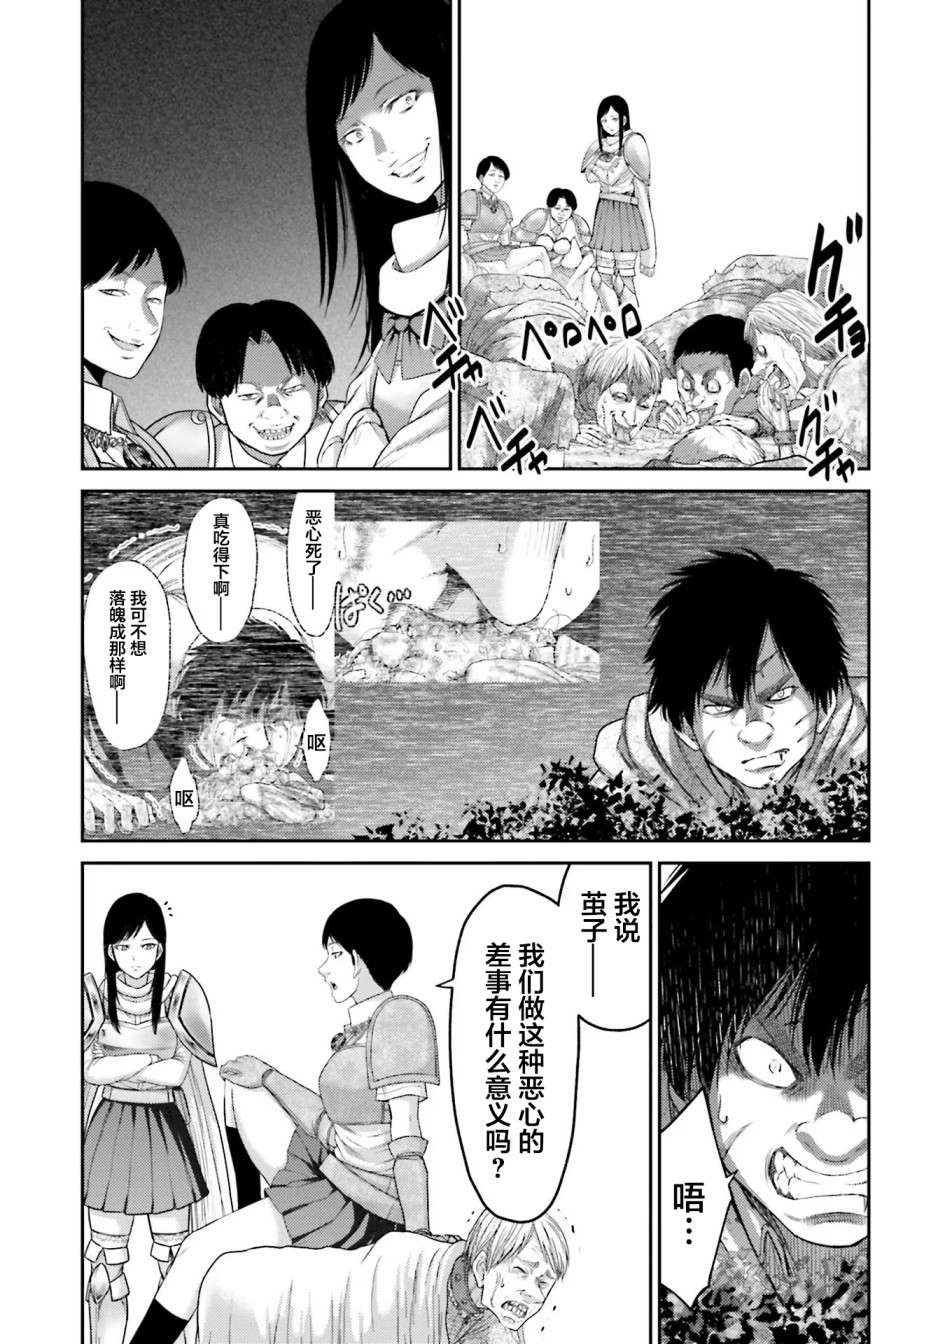 グチョ
グチャ
ペロペロ
ベチャ
ベチャ
ぱく…
恶心
死了——
真吃得下啊——
我可不想
落魄成那样啊——
呕
呕
我说
茧子——
我们做这种恶心的
差事有什么意义吗?
唔…